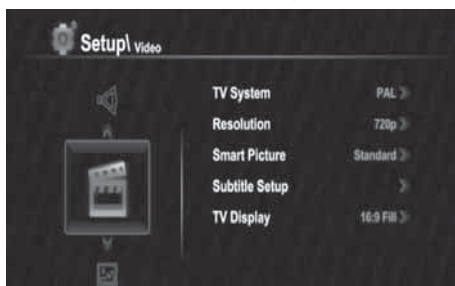 Setup\ Video
TV System PAL
Resolution 720p
Smart Picture Standard
Subtitle Setup
TV Display 16:9 Fill